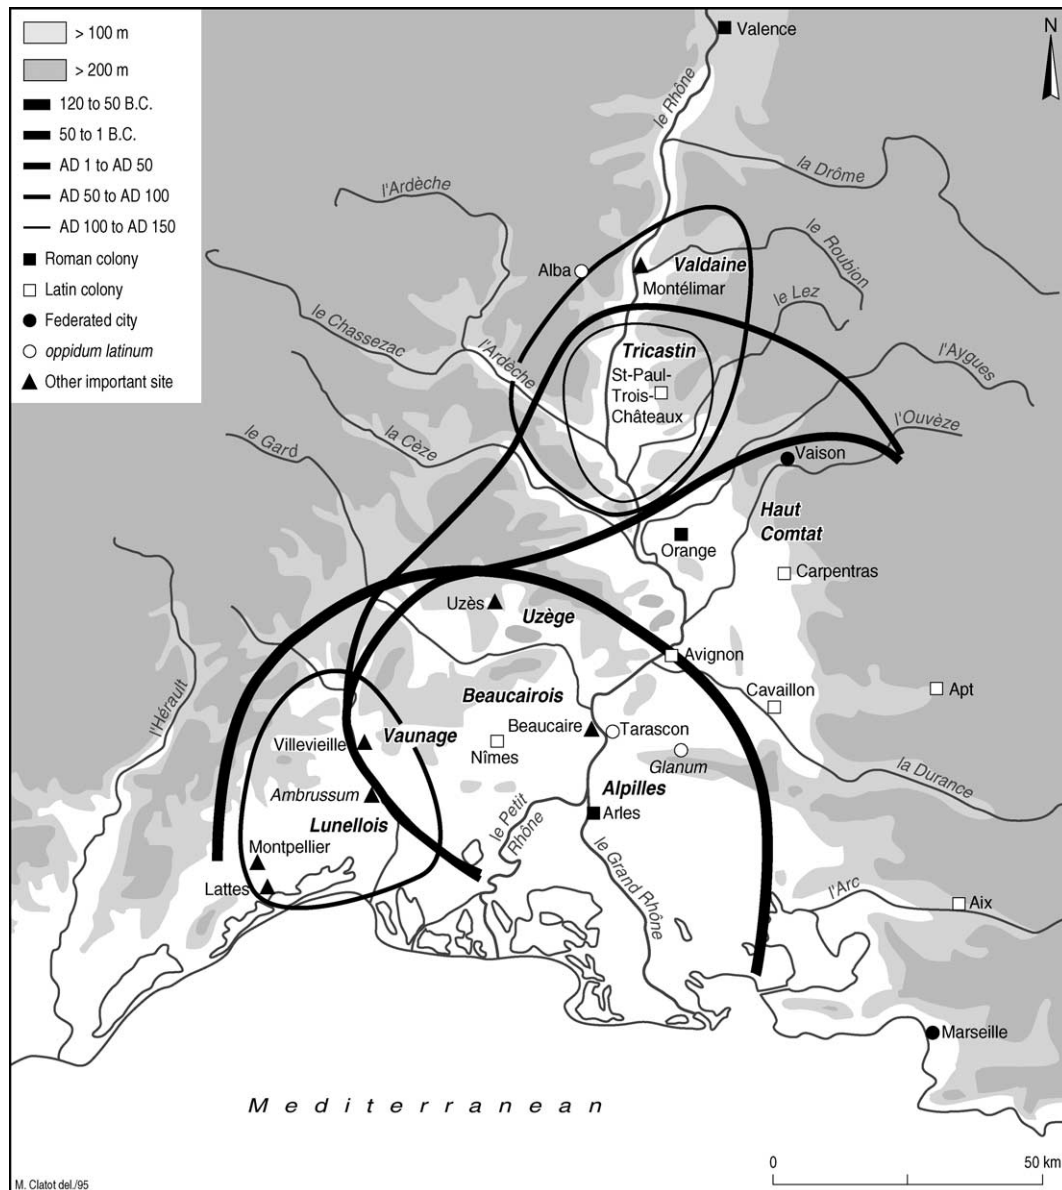 > 100 m
> 200 m
120 to 50 B.C.
50 to 1 B.C.
AD 1 to AD 50
AD 50 to AD 100
AD 100 to AD 150
Roman colony
Latin colony
Federated city
oppidum latinum
Other important site
N
Valence
le Rhône
la Drôme
l'Ardèche
le Roubion
Alba
Valdaine
Montélimar
le Lez
le Chassezac
l'Ardèche
Tricastin
St-Paul-
Trois-
Châteaux
l'Aygues
l'Ouvèze
le Gard
la Cèze
Vaison
Haut
Comtat
Orange
Carpentras
Uzès
Uzège
Avignon
l'Hérault
Beaucairois
Cavaillon
Apt
Villevieille
Vaunage
Beaucaire
Tarascon
Nîmes
Glanum
la Durance
Ambrussum
Alpilles
Lunellois
le Petit
Rhône
Arles
Montpellier
Lattes
le Grand Rhône
l'Arc
Aix
Marseille
Mediterranean
0
50 km
M. Clatot del./95